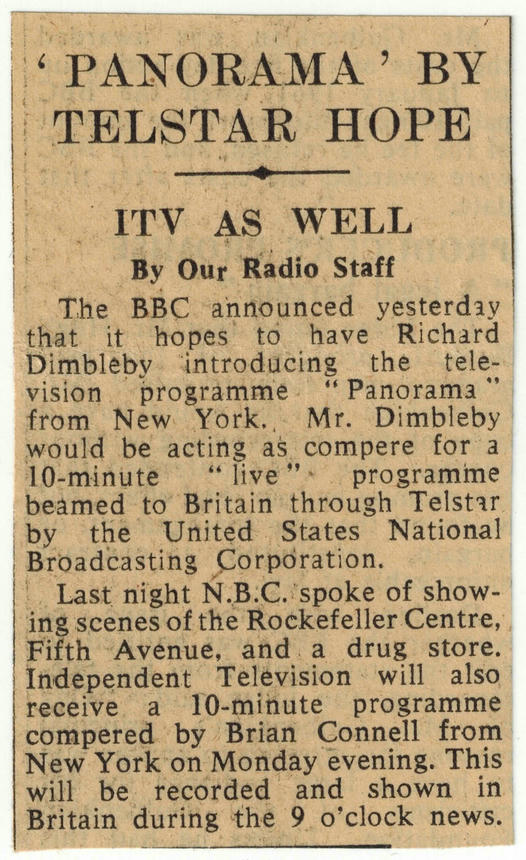 ‘ PANORAMA ’ BY
TELSTAR HOPE
ITV AS WELL
By Our Radio Staff
The BBC announced yesterday
that it hopes to have Richard
Dimbleby introducing the tele-
vision programme “Panorama”
from New York. Mr. Dimbleby
would be acting as compere for a
10-minute “live” programme
beamed to Britain through Telstar
by the United States National
Broadcasting Corporation.
Last night N.B.C. spoke of show-
ing scenes of the Rockefeller Centre,
Fifth Avenue, and a drug store.
Independent Television will also
receive a 10-minute programme
compered by Brian Connell from
New York on Monday evening. This
will be recorded and shown in
Britain during the 9 o’clock news.